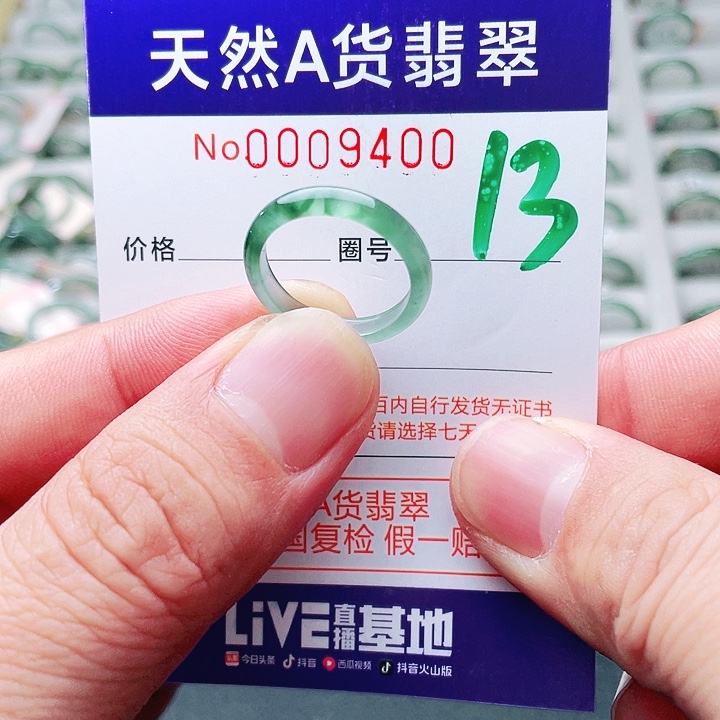 天然A货翡翠
No.0009400
13
价格 圈号
百内自行发货无证书
货请选择七天
A货翡翠
国复检 假一赔
LiVE直播基地
今日头条 抖音 西瓜视频 抖音火山版